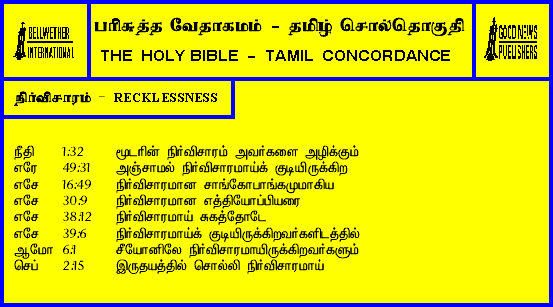 BELLWETHER
INTERNATIONAL
பரிசுத்த வேதாகமம் - தமிழ் சொல்தொகுதி
THE HOLY BIBLE - TAMIL CONCORDANCE
GOOD NEWS
PUBLISHERS
நிர்விசாரம் - RECKLESSNESS
நீதி 1:32 மூடரின் நிர்விசாரம் அவர்களை அழிக்கும்
எரே 49:31 அஞ்சாமல் நிர்விசாரமாய்க் குடியிருக்கிற
எசே 16:49 நிர்விசாரமான சாங்கோபாங்கமுமாகிய
எசே 30:9 நிர்விசாரமான எத்தியோப்பியரை
எசே 38:12 நிர்விசாரமாய் சுகத்தோடே
எசே 39:6 நிர்விசாரமாய்க் குடியிருக்கிறவர்களிடத்தில்
ஆமோ 6:1 சீயோனிலே நிர்விசாரமாயிருக்கிறவர்களும்
செப் 2:15 இருதயத்தில் சொல்லி நிர்விசாரமாய்